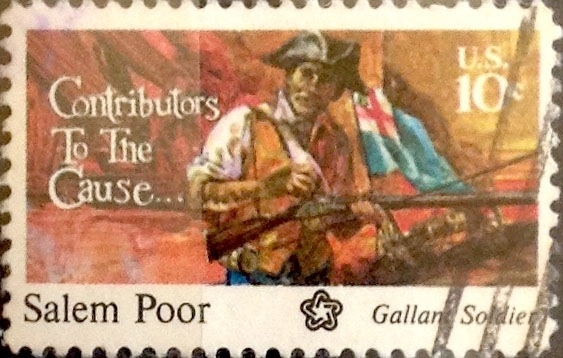 Contributors
To The
Cause...
U.S.
10c
Salem Poor
Gallant Soldier